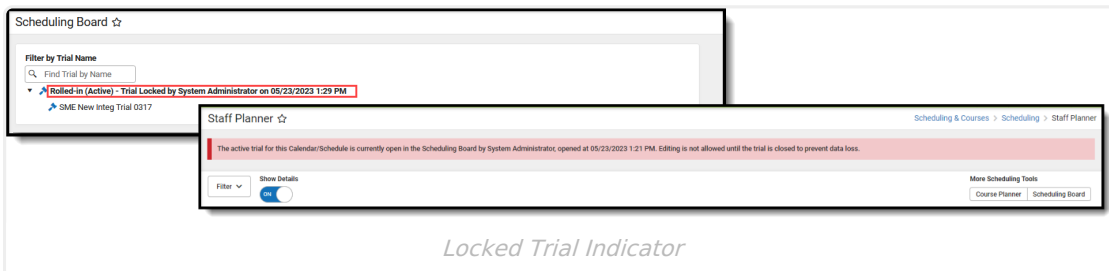 Scheduling Board ☆
Filter by Trial Name
Find Trial by Name
Rolled-in (Active) - Trial Locked by System Administrator on 05/23/2023 1:29 PM
SME New Integ Trial 0317
Staff Planner ☆
Scheduling & Courses > Scheduling > Staff Planner
The active trial for this Calendar/Schedule is currently open in the Scheduling Board by System Administrator, opened at 05/23/2023 1:21 PM. Editing is not allowed until the trial is closed to prevent data loss.
Filter
Show Details
ON
More Scheduling Tools
Course Planner
Scheduling Board
Locked Trial Indicator